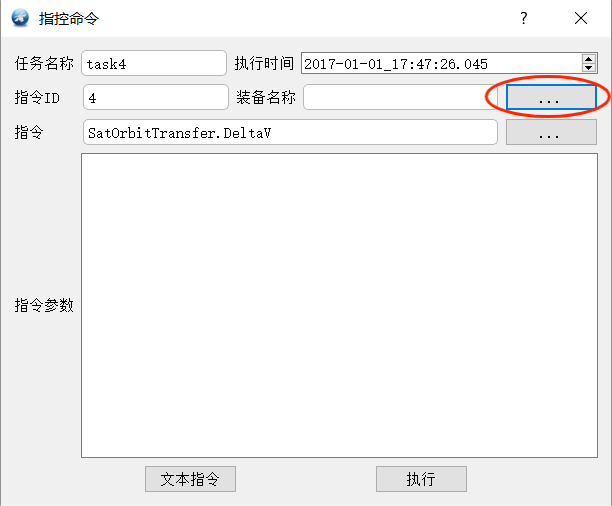 指控命令
任务名称 task4 执行时间 2017-01-01_17:47:26.045
指令ID 4 装备名称 ...
指令 SatOrbitTransfer.DeltaV ...
指令参数
文本指令 执行